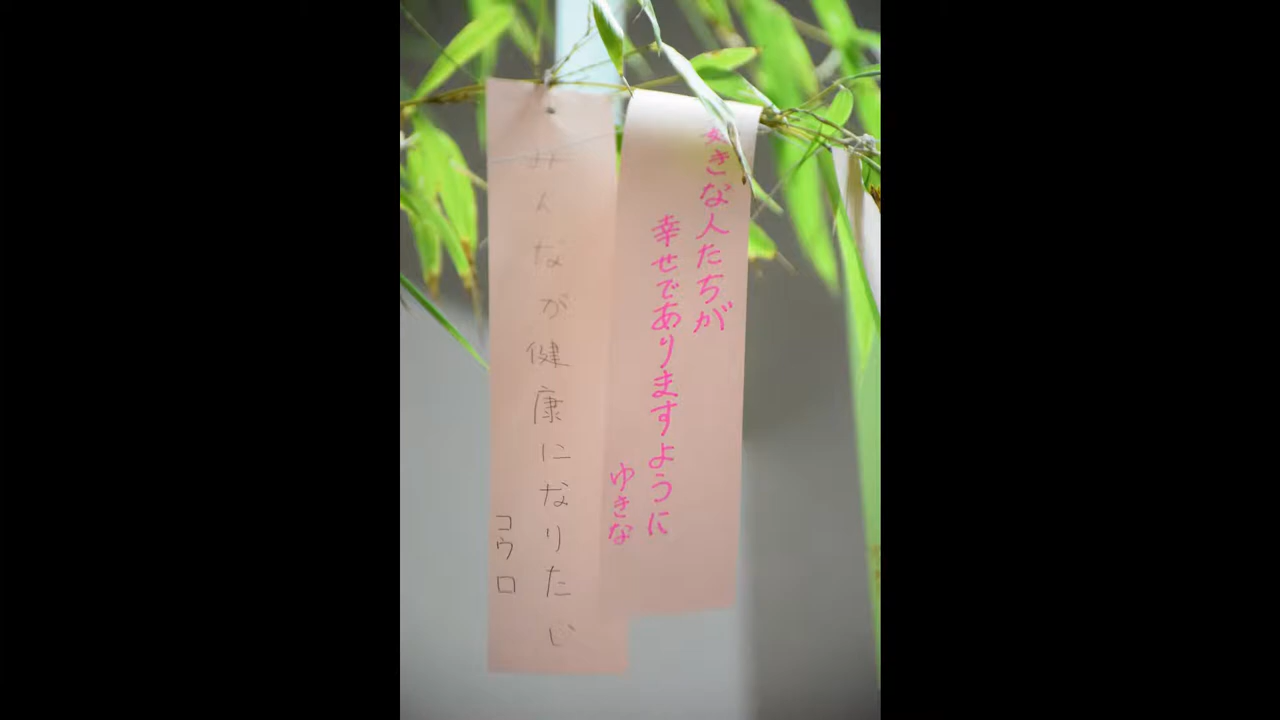 好きな人たちが
幸せでありますように
ゆきな
みんなが健康になりたい
コウロ